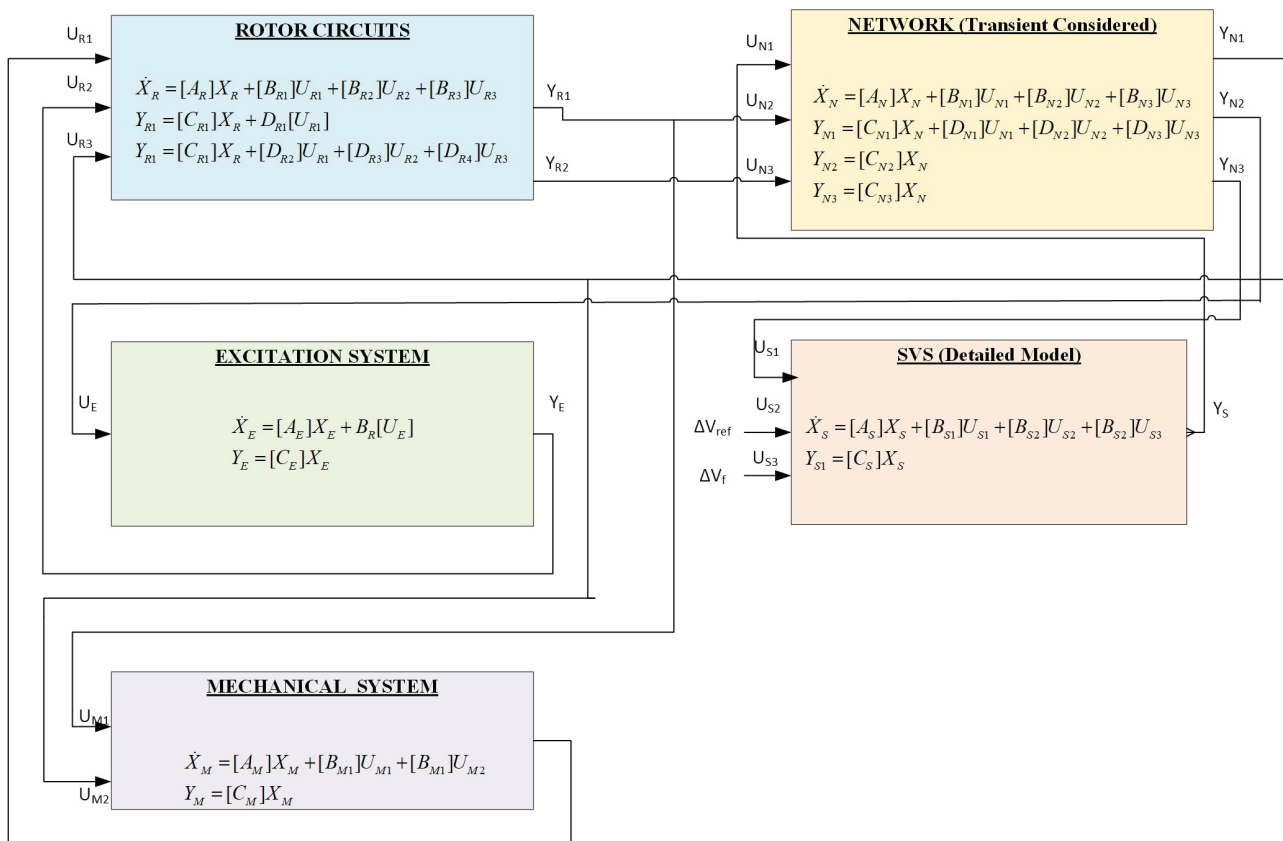 ROTOR CIRCUITS
U_R1
U_R2
U_R3
Ẋ_R = [A_R]X_R + [B_R1]U_R1 + [B_R2]U_R2 + [B_R3]U_R3
Y_R1 = [C_R1]X_R + D_R1[U_R1]
Y_R1 = [C_R1]X_R + [D_R2]U_R1 + [D_R3]U_R2 + [D_R4]U_R3
Y_R1
Y_R2
NETWORK (Transient Considered)
U_N1
U_N2
U_N3
Ẋ_N = [A_N]X_N + [B_N1]U_N1 + [B_N2]U_N2 + [B_N3]U_N3
Y_N1 = [C_N1]X_N + [D_N1]U_N1 + [D_N2]U_N2 + [D_N3]U_N3
Y_N2 = [C_N2]X_N
Y_N3 = [C_N3]X_N
Y_N1
Y_N2
Y_N3
EXCITATION SYSTEM
U_E
Ẋ_E = [A_E]X_E + B_R[U_E]
Y_E = [C_E]X_E
Y_E
SVS (Detailed Model)
U_S1
U_S2
ΔV_ref
U_S3
ΔV_f
Ẋ_S = [A_S]X_S + [B_S1]U_S1 + [B_S2]U_S2 + [B_S2]U_S3
Y_S1 = [C_S]X_S
Y_S
MECHANICAL SYSTEM
U_M1
U_M2
Ẋ_M = [A_M]X_M + [B_M1]U_M1 + [B_M1]U_M2
Y_M = [C_M]X_M